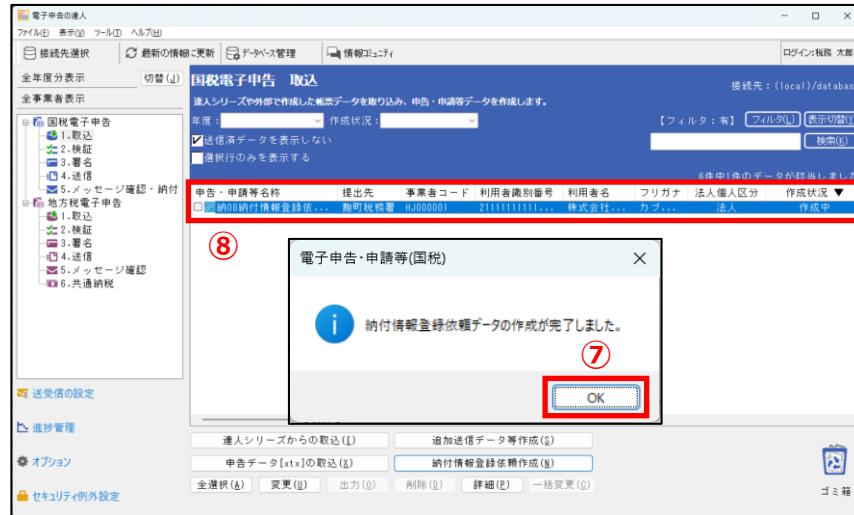 電子申告の達人
ファイル(F) 表示(V) ツール(T) ヘルプ(H)
接続先選択 最新の情報に更新 データベース管理 情報コミュニティ ログイン:税務 太郎
全年度分表示 切替(J)
全事業者表示
国税電子申告
1.取込
2.検証
3.署名
4.送信
5.メッセージ確認・納付
地方税電子申告
1.取込
2.検証
3.署名
4.送信
5.メッセージ確認
6.共通納税
送受信の設定
進捗管理
オプション
セキュリティ例外設定
国税電子申告 取込
接続先:(local)/databas
達人シリーズや外部で作成した帳票データを取り込み、申告・申請等データを作成します。
年度: 作成状況: 【フィルタ:有】 フィルタ(L) 表示切替(Y
送信済データを表示しない 検索(K)
選択行のみを表示する
6件中1件のデータが該当しました
申告・申請等名称 提出先 事業者コード 利用者識別番号 利用者名 フリガナ 法人個人区分 作成状況 ▼
納08納付情報登録依... 麹町税務署 HJ000001 21111111111... 株式会社... カブ... 法人 作成中
⑧
電子申告・申請等(国税)
納付情報登録依頼データの作成が完了しました。
⑦
OK
達人シリーズからの取込(I) 追加送信データ等作成(S)
申告データ[xtx]の取込(X) 納付情報登録依頼作成(N)
全選択(A) 変更(U) 出力(O) 削除(D) 詳細(P) 一括変更(C)
ゴミ箱